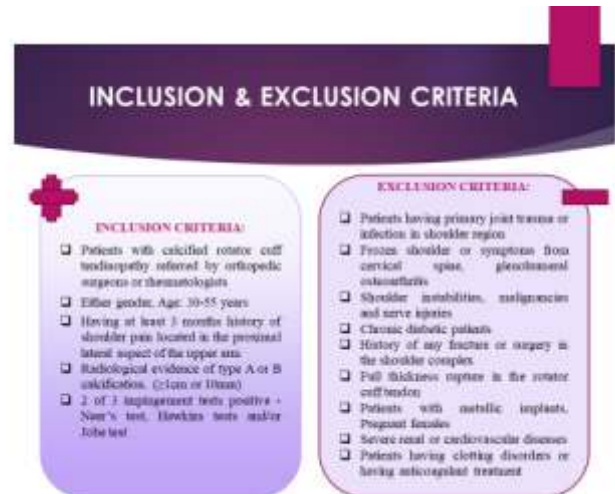 INCLUSION & EXCLUSION CRITERIA
INCLUSION CRITERIA:
❑ Patients with calcified rotator cuff
tendinopathy referred by orthopedic
surgeons or rheumatologists
❑ Either gender, Age: 30-55 years
❑ Having at least 3 months history of
shoulder pain located in the proximal
lateral aspect of the upper arm
❑ Radiological evidence of type A or B
calcification, (≥1cm or 10mm)
❑ 2 of 3 impingement tests positive -
Neer's test, Hawkins tests and/or
Jobe test
EXCLUSION CRITERIA:
❑ Patients having primary joint trauma or
infection in shoulder region
❑ Frozen shoulder or symptoms from
cervical spine, glenohumeral
osteoarthritis
❑ Shoulder instabilities, malignancies
and nerve injuries
❑ Chronic diabetic patients
❑ History of any fracture or surgery in
the shoulder complex
❑ Full thickness rupture in the rotator
cuff tendon
❑ Patients with metallic implants,
Pregnant females
❑ Severe renal or cardiovascular diseases
❑ Patients having clotting disorders or
having anticoagulant treatment